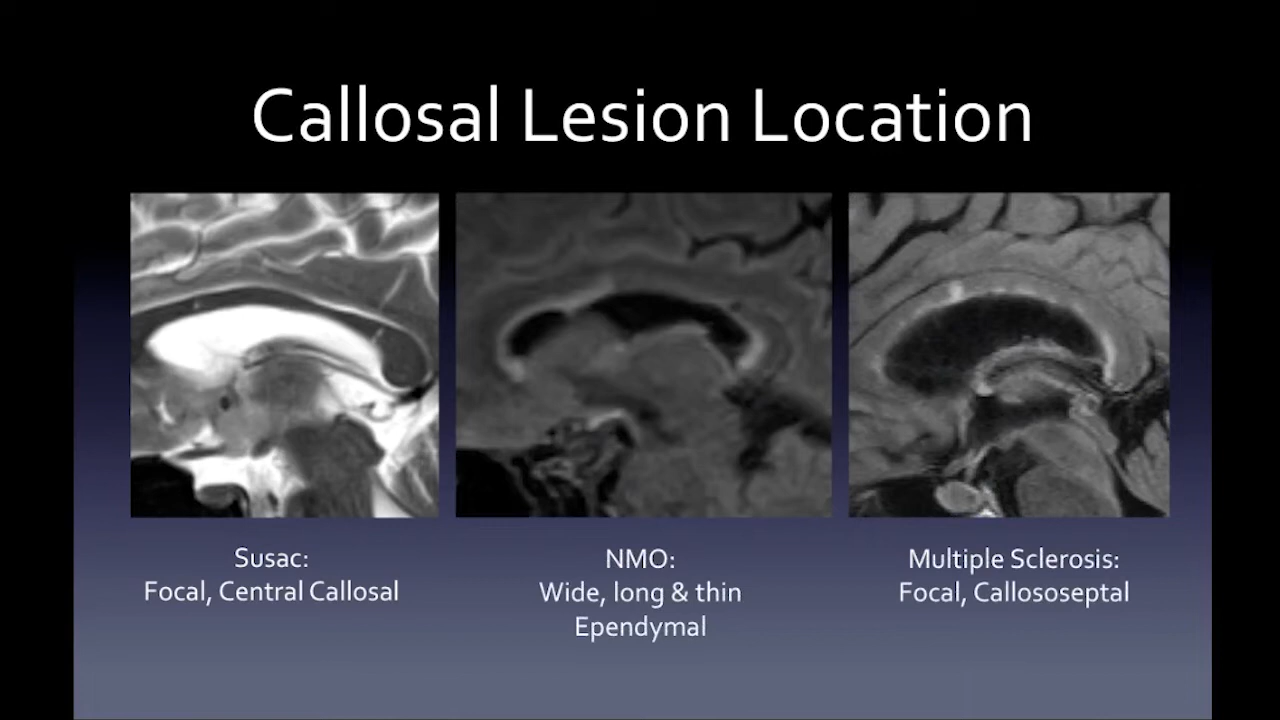 Callosal Lesion Location
Susac:
Focal, Central Callosal
NMO:
Wide, long & thin
Ependymal
Multiple Sclerosis:
Focal, Callososeptal